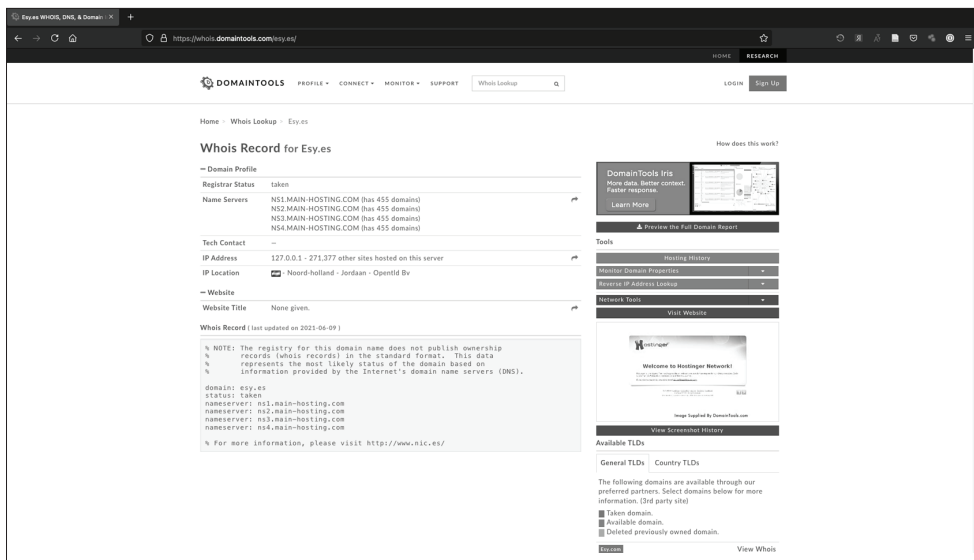 Esy.es WHOIS, DNS, & Domain
https://whois.domaintools.com/esy.es/
HOME RESEARCH
DOMAINTOOLS PROFILE CONNECT MONITOR SUPPORT Whois Lookup LOGIN Sign Up
Home Whois Lookup Esy.es
How does this work?
Whois Record for Esy.es
Domain Profile
Registrar Status taken
Name Servers NS1.MAIN-HOSTING.COM (has 455 domains)
NS2.MAIN-HOSTING.COM (has 455 domains)
NS3.MAIN-HOSTING.COM (has 455 domains)
NS4.MAIN-HOSTING.COM (has 455 domains)
Tech Contact —
IP Address 127.0.0.1 - 271,377 other sites hosted on this server
IP Location - Noord-holland - Jordaan - Opentld Bv
Website
Website Title None given.
Whois Record ( last updated on 2021-06-09 )
% NOTE: The registry for this domain name does not publish ownership
% records (whois records) in the standard format. This data
% represents the most likely status of the domain based on
% information provided by the Internet's domain name servers (DNS).
domain: esy.es
status: taken
nameserver: ns1.main-hosting.com
nameserver: ns2.main-hosting.com
nameserver: ns3.main-hosting.com
nameserver: ns4.main-hosting.com
% For more information, please visit http://www.nic.es/
DomainTools Iris
More data. Better context.
Faster response.
Learn More
Preview the Full Domain Report
Tools
Hosting History
Monitor Domain Properties
Reverse IP Address Lookup
Network Tools
Visit Website
Hostinger
Welcome to Hostinger Network!
Image Supplied By DomainTools.com
View Screenshot History
Available TLDs
General TLDs Country TLDs
The following domains are available through our
preferred partners. Select domains below for more
information. (3rd party site)
Taken domain.
Available domain.
Deleted previously owned domain.
Esy.com View Whois